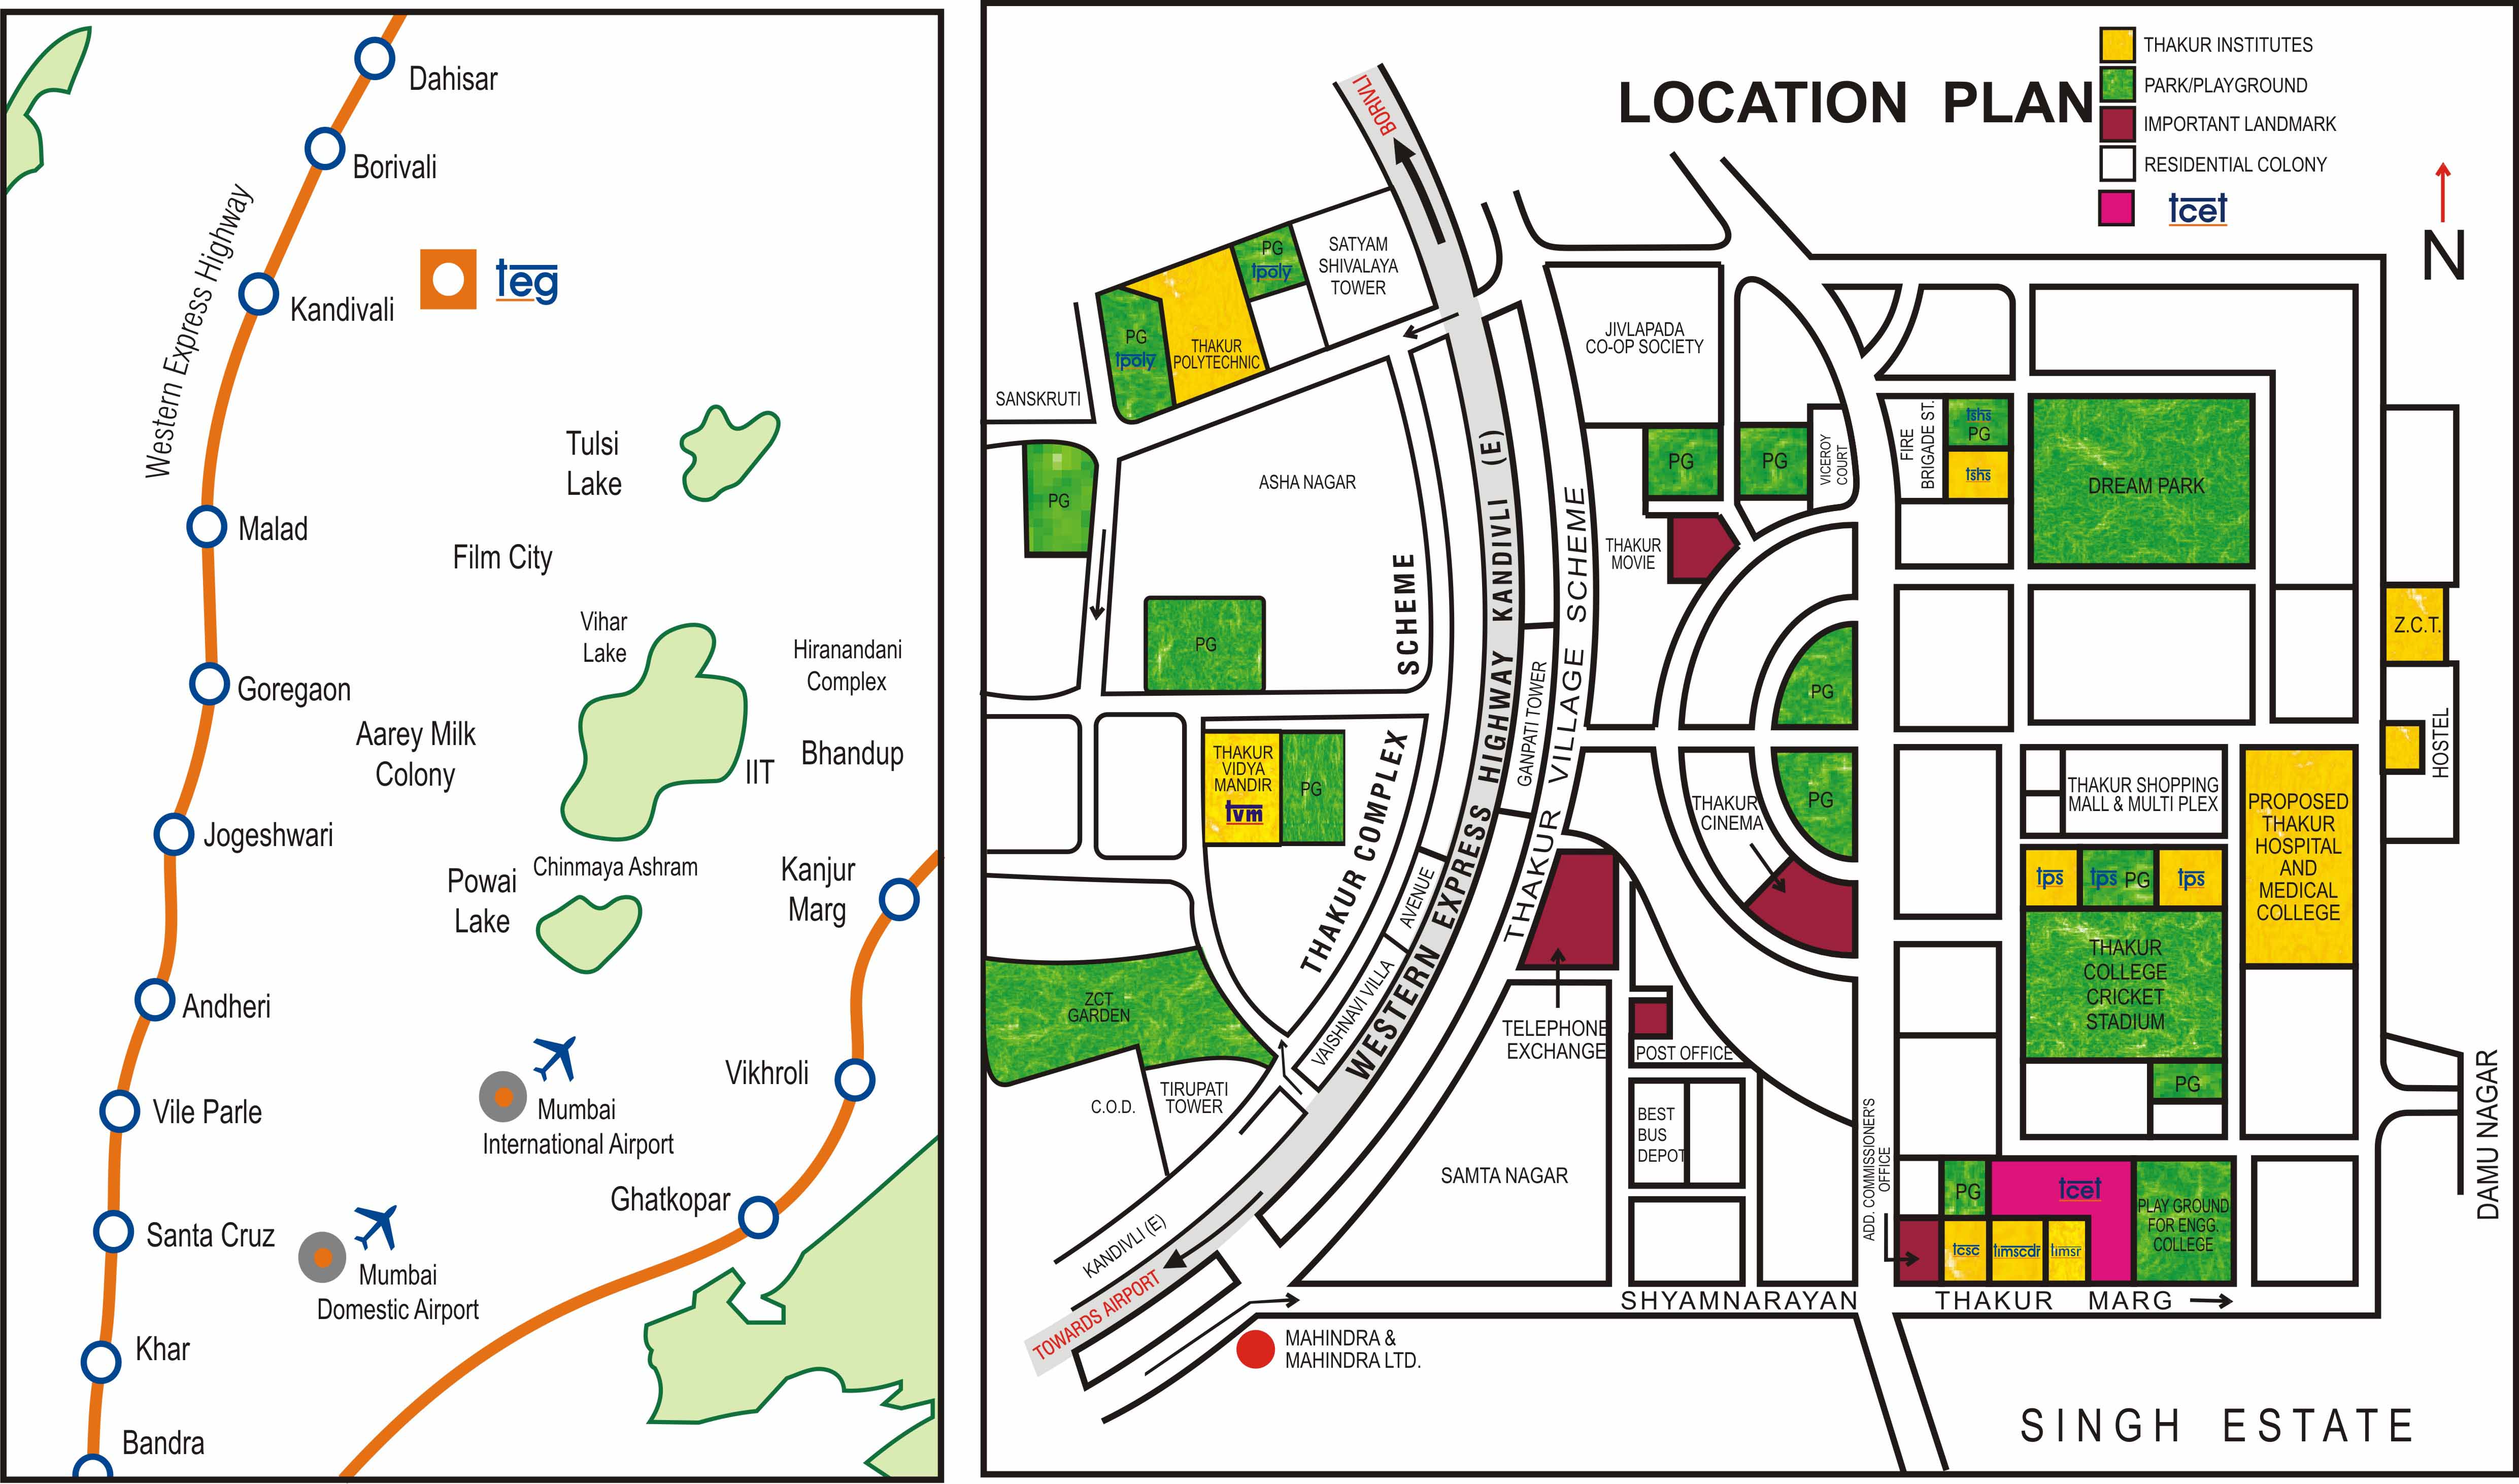 Dahisar
Borivali
Western Express Highway
teg
Kandivali
Tulsi
Lake
Malad
Film City
Vihar
Lake
Hiranandani
Complex
Goregaon
Aarey Milk
Colony
IIT
Bhandup
Jogeshwari
Chinmaya Ashram
Powai
Lake
Kanjur
Marg
Andheri
Vikhroli
Vile Parle
Mumbai
International Airport
Ghatkopar
Santa Cruz
Mumbai
Domestic Airport
Khar
Bandra
LOCATION PLAN
THAKUR INSTITUTES
PARK/PLAYGROUND
IMPORTANT LANDMARK
RESIDENTIAL COLONY
tcet
N
BORIVLI
PG
tpoly
SATYAM
SHIVALAYA
TOWER
PG
tpoly
THAKUR
POLYTECHNIC
SANSKRUTI
PG
ASHA NAGAR
PG
SCHEME
THAKUR COMPLEX
THAKUR
VIDYA
MANDIR
tvm
PG
AVENUE
VAISHNAVI VILLA
WESTERN EXPRESS HIGHWAY KANDIVLI (E)
GANPATI TOWER
THAKUR VILLAGE SCHEME
ZCT
GARDEN
C.O.D.
TIRUPATI
TOWER
KANDIVLI (E)
TOWARDS AIRPORT
MAHINDRA &
MAHINDRA LTD.
JIVLAPADA
CO-OP SOCIETY
PG
PG
VICEROY
COURT
THAKUR
MOVIE
PG
PG
THAKUR
CINEMA
TELEPHONE
EXCHANGE
POST OFFICE
BEST
BUS
DEPOT
SAMTA NAGAR
FIRE
BRIGADE ST.
tshs
PG
tshs
DREAM PARK
Z.C.T.
HOSTEL
THAKUR SHOPPING
MALL & MULTI PLEX
PROPOSED
THAKUR
HOSPITAL
AND
MEDICAL
COLLEGE
tps
tps PG
tps
THAKUR
COLLEGE
CRICKET
STADIUM
PG
ADD. COMMISSIONER'S
OFFICE
PG
tcet
PLAY GROUND
FOR ENGG.
COLLEGE
tcsc
timscdr
timsr
DAMU NAGAR
SHYAMNARAYAN THAKUR MARG
SINGH ESTATE